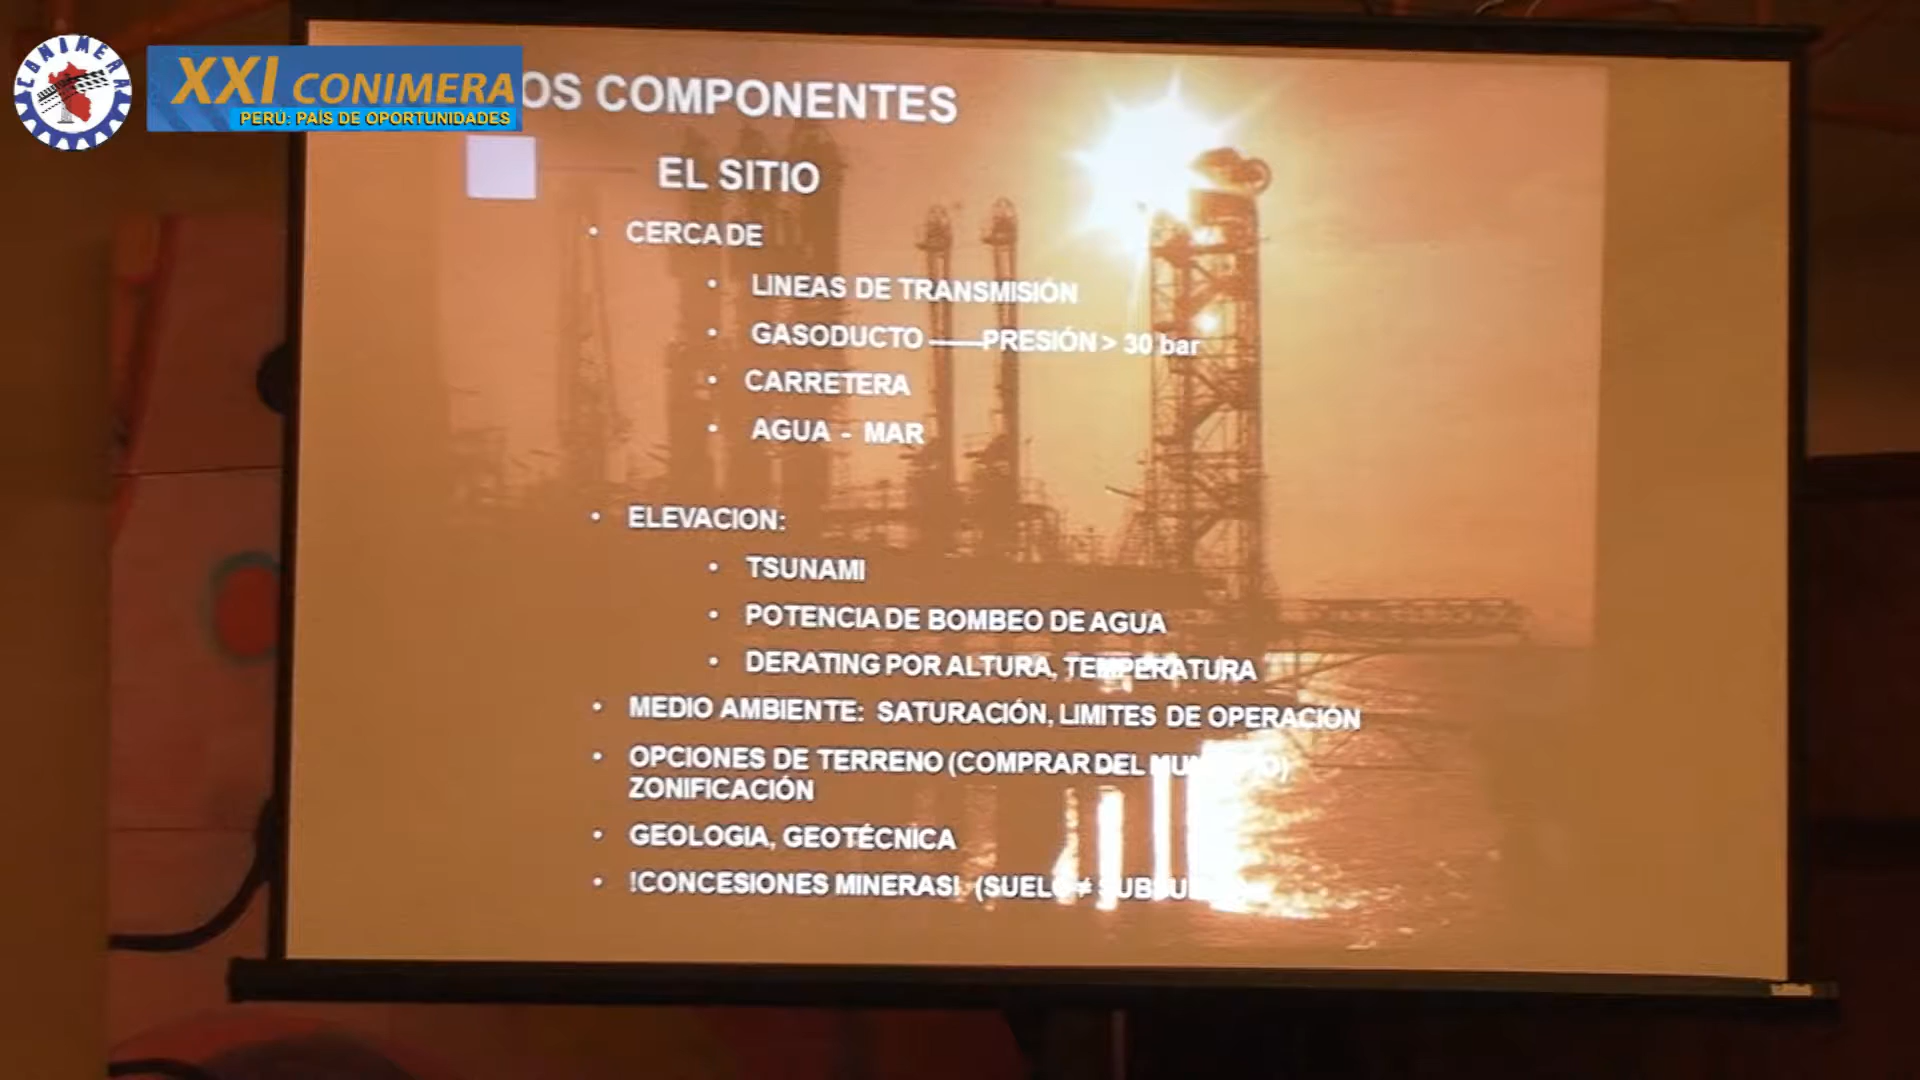 CONIMERA
XXI CONIMERA
PERÚ: PAÍS DE OPORTUNIDADES
OS COMPONENTES
EL SITIO
• CERCA DE
• LINEAS DE TRANSMISIÓN
• GASODUCTO ——PRESIÓN > 30 bar
• CARRETERA
• AGUA - MAR
• ELEVACION:
• TSUNAMI
• POTENCIA DE BOMBEO DE AGUA
• DERATING POR ALTURA, TEMPERATURA
• MEDIO AMBIENTE: SATURACIÓN, LIMITES DE OPERACIÓN
• OPCIONES DE TERRENO (COMPRAR DEL
ZONIFICACIÓN
• GEOLOGIA, GEOTÉCNICA
• !CONCESIONES MINERAS! (SUELO ≠